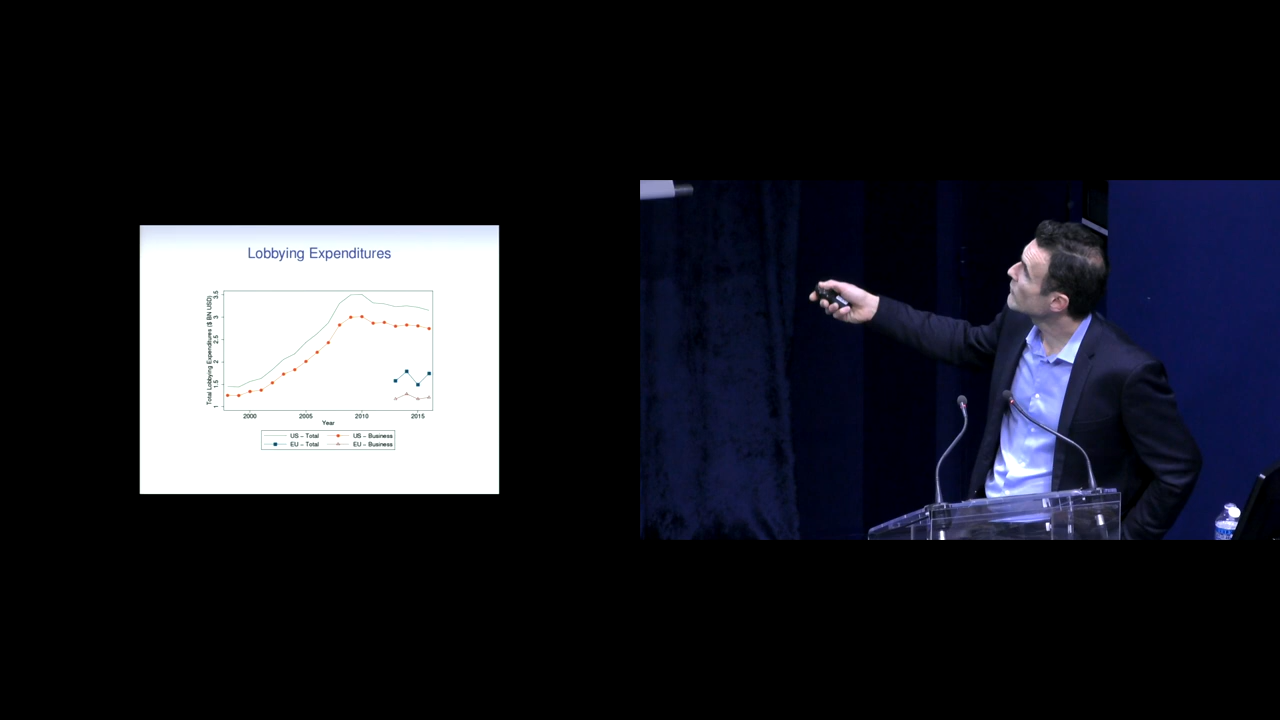 Lobbying Expenditures
Total Lobbying Expenditures ($ BN USD)
3.5
3
2.5
2
1.5
1
2000 2005 2010 2015
Year
US – Total US – Business
EU – Total EU – Business